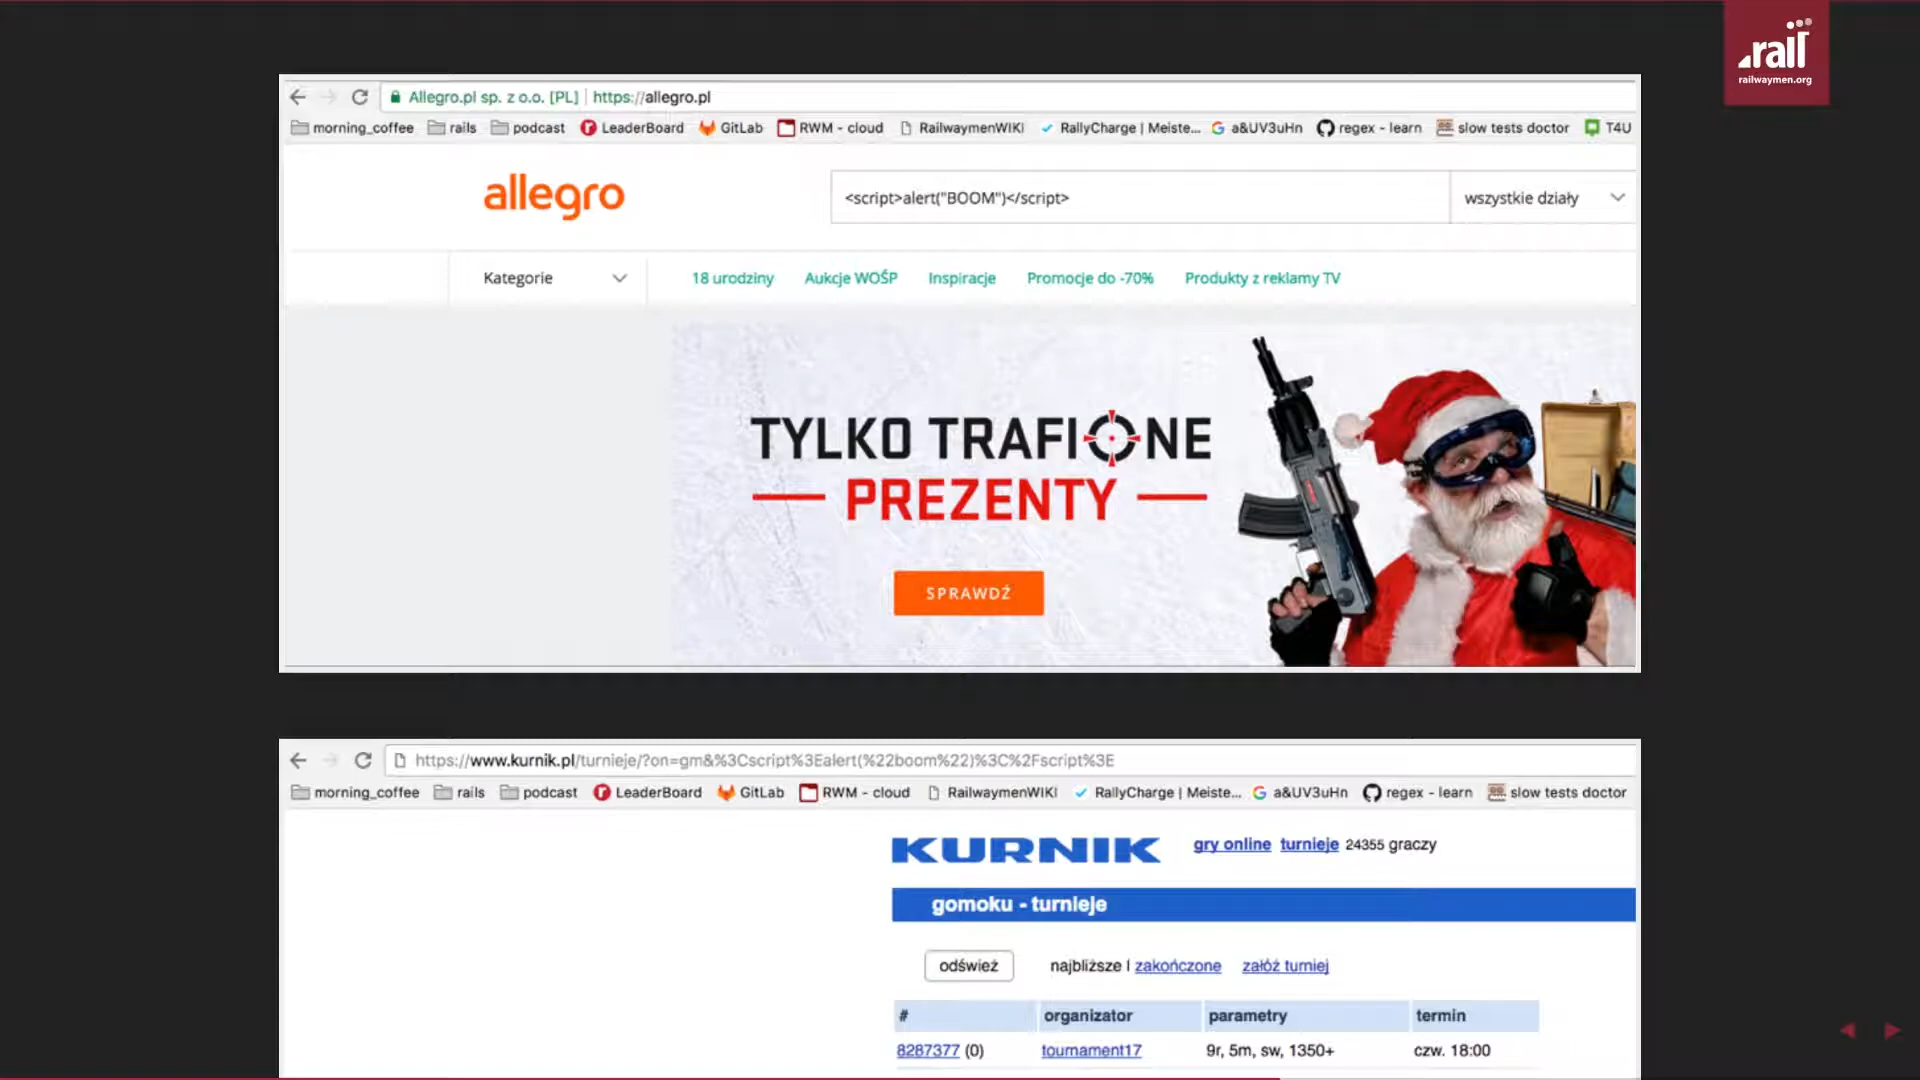 .rail
railwaymen.org
Allegro.pl sp. z o.o. [PL] | https://allegro.pl
morning_coffee rails podcast LeaderBoard GitLab RWM - cloud RailwaymenWIKI RallyCharge | Meiste... a&UV3uHn regex - learn slow tests doctor T4U
allegro
<script>alert("BOOM")</script>
wszystkie działy
Kategorie
18 urodziny Aukcje WOŚP Inspiracje Promocje do -70% Produkty z reklamy TV
TYLKO TRAFIONE
PREZENTY
SPRAWDŹ
https://www.kurnik.pl/turnieje/?on=gm&%3Cscript%3Ealert(%22boom%22)%3C%2Fscript%3E
morning_coffee rails podcast LeaderBoard GitLab RWM - cloud RailwaymenWIKI RallyCharge | Meiste... a&UV3uHn regex - learn slow tests doctor
KURNIK
gry online turnieje 24355 graczy
gomoku - turnieje
odśwież
najbliższe | zakończone załóż turniej
# organizator parametry termin
8287377 (0) tournament17 9r, 5m, sw, 1350+ czw. 18:00